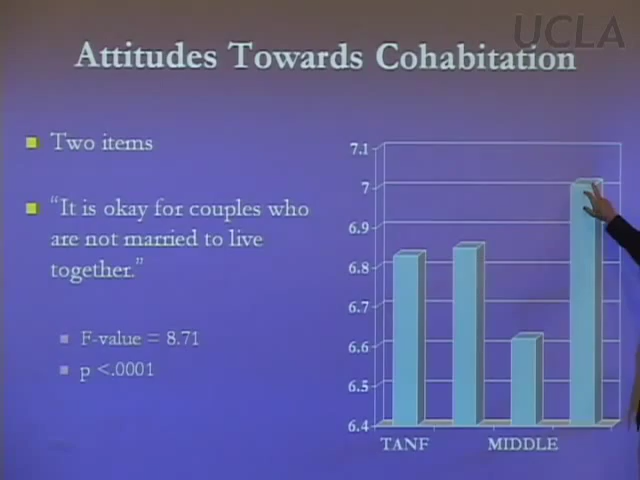 UCLA
Attitudes Towards Cohabitation
Two items
"It is okay for couples who
are not married to live
together."
F-value = 8.71
p <.0001
7.1
7
6.9
6.8
6.7
6.6
6.5
6.4
TANF
MIDDLE